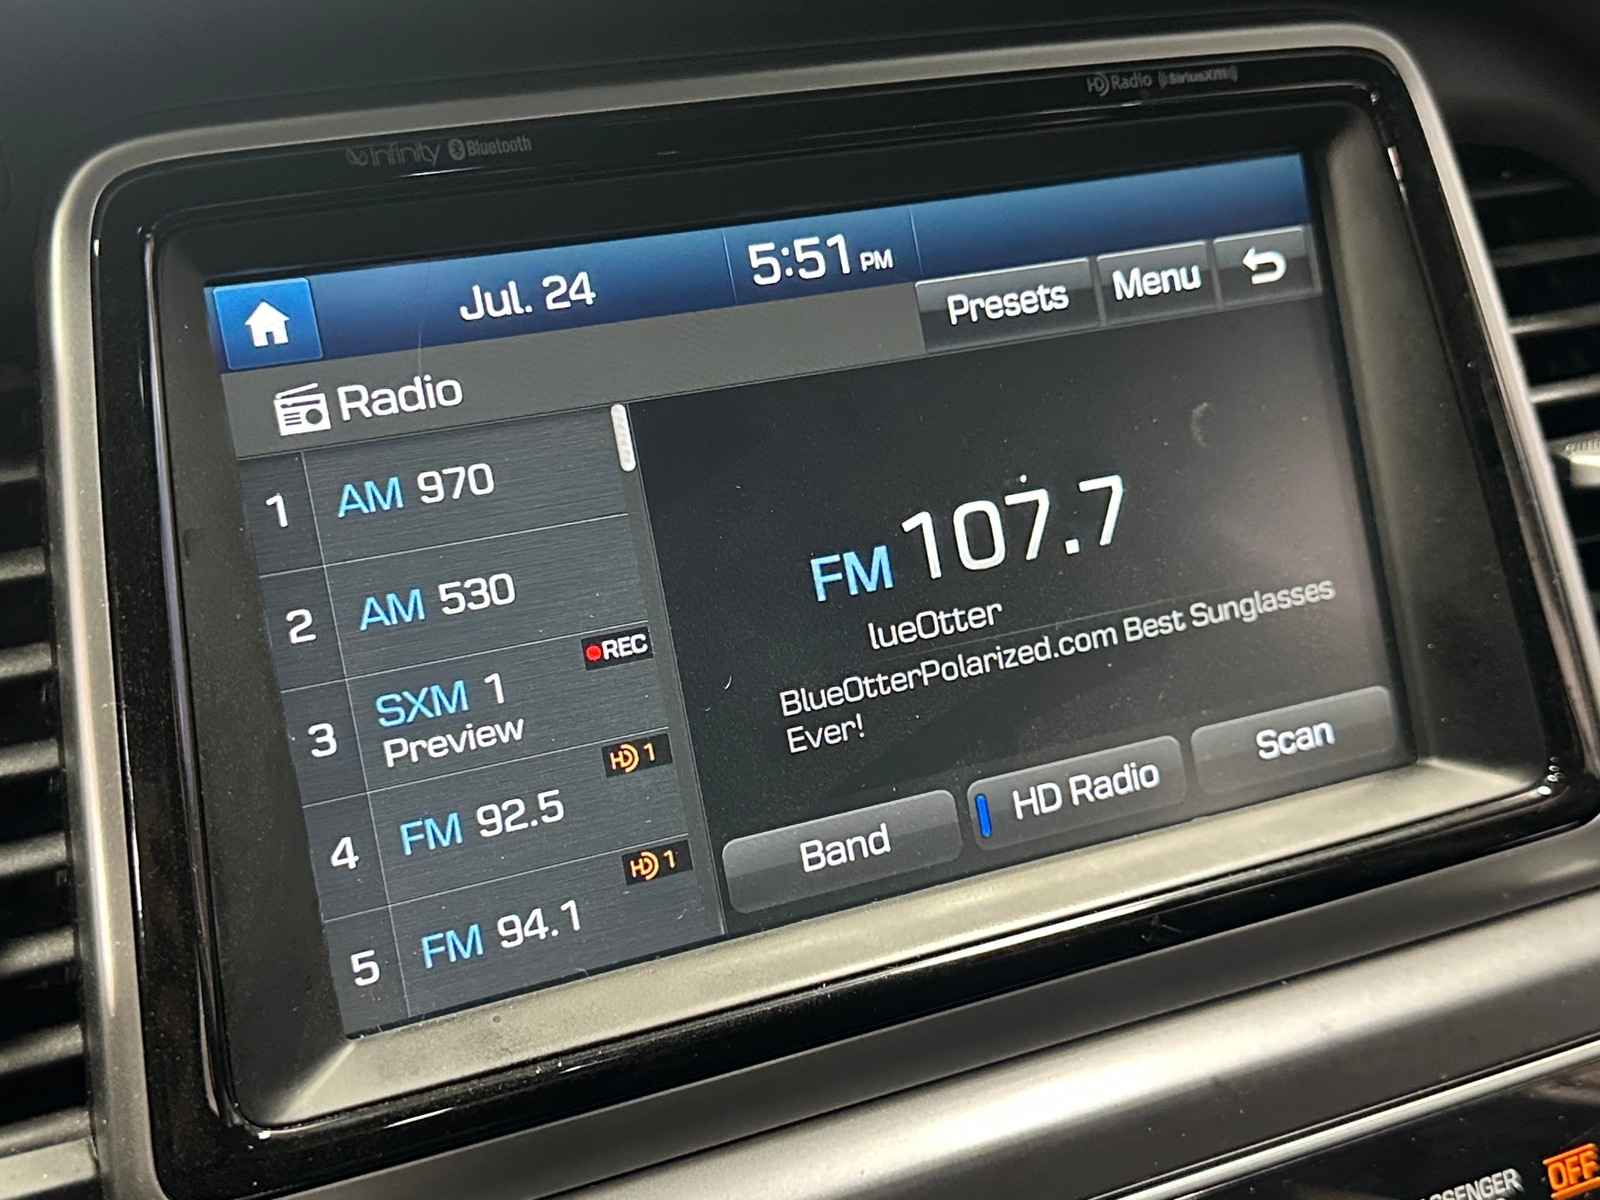 infinity Bluetooth
HD Radio ((SiriusXM))
Jul. 24
5:51 PM
Presets
Menu
Radio
1 AM 970
2 AM 530
REC
3 SXM 1
Preview
HD 1
4 FM 92.5
HD 1
5 FM 94.1
FM 107.7
lueOtter
BlueOtterPolarized.com Best Sunglasses
Ever!
Band
HD Radio
Scan
OFF